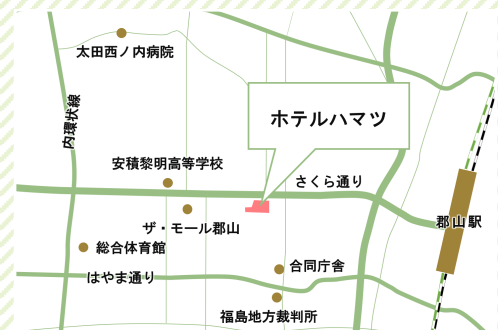 太田西ノ内病院
内環状線
ホテルハマツ
安積黎明高等学校
さくら通り
郡山駅
ザ・モール郡山
総合体育館
合同庁舎
はやま通り
福島地方裁判所